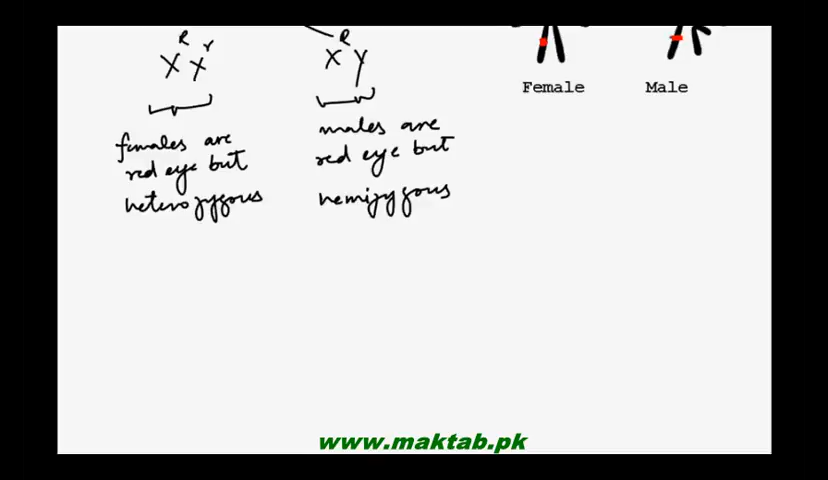 X^R X^r
X^R Y
Female
Male
females are
red eye but
heterozygous
males are
red eye but
hemizygous
www.maktab.pk